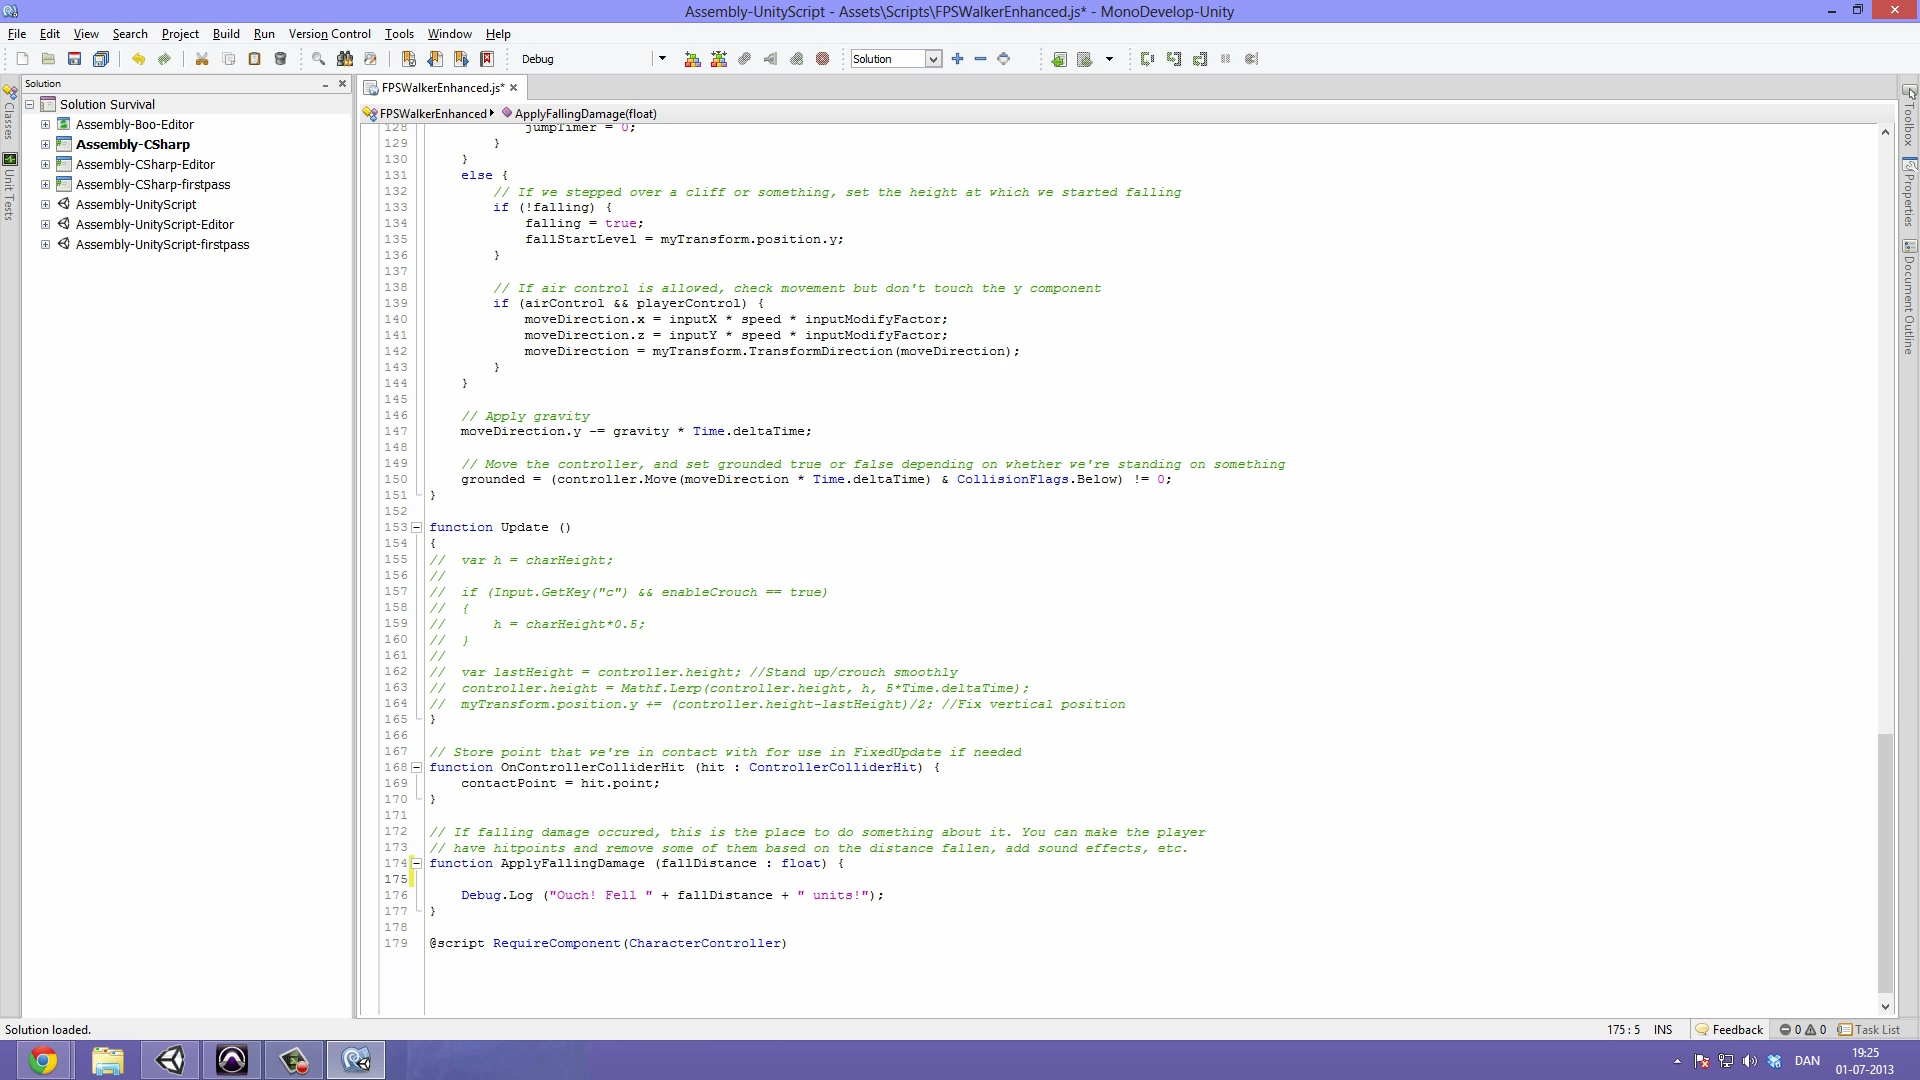 Assembly-UnityScript - Assets\Scripts\FPSWalkerEnhanced.js* - MonoDevelop-Unity
File Edit View Search Project Build Run Version Control Tools Window Help
Debug Solution
Solution
FPSWalkerEnhanced.js*
Classes
Unit Tests
Solution Survival
Assembly-Boo-Editor
Assembly-CSharp
Assembly-CSharp-Editor
Assembly-CSharp-firstpass
Assembly-UnityScript
Assembly-UnityScript-Editor
Assembly-UnityScript-firstpass
FPSWalkerEnhanced ApplyFallingDamage(float)
128 jumpTimer = 0;
129 }
130 }
131 else {
132 // If we stepped over a cliff or something, set the height at which we started falling
133 if (!falling) {
134 falling = true;
135 fallStartLevel = myTransform.position.y;
136 }
137
138 // If air control is allowed, check movement but don't touch the y component
139 if (airControl && playerControl) {
140 moveDirection.x = inputX * speed * inputModifyFactor;
141 moveDirection.z = inputY * speed * inputModifyFactor;
142 moveDirection = myTransform.TransformDirection(moveDirection);
143 }
144 }
145
146 // Apply gravity
147 moveDirection.y -= gravity * Time.deltaTime;
148
149 // Move the controller, and set grounded true or false depending on whether we're standing on something
150 grounded = (controller.Move(moveDirection * Time.deltaTime) & CollisionFlags.Below) != 0;
151 }
152
153 function Update ()
154 {
155 // var h = charHeight;
156 //
157 // if (Input.GetKey("c") && enableCrouch == true)
158 // {
159 // h = charHeight*0.5;
160 // }
161 //
162 // var lastHeight = controller.height; //Stand up/crouch smoothly
163 // controller.height = Mathf.Lerp(controller.height, h, 5*Time.deltaTime);
164 // myTransform.position.y += (controller.height-lastHeight)/2; //Fix vertical position
165 }
166
167 // Store point that we're in contact with for use in FixedUpdate if needed
168 function OnControllerColliderHit (hit : ControllerColliderHit) {
169 contactPoint = hit.point;
170 }
171
172 // If falling damage occured, this is the place to do something about it. You can make the player
173 // have hitpoints and remove some of them based on the distance fallen, add sound effects, etc.
174 function ApplyFallingDamage (fallDistance : float) {
175
176 Debug.Log ("Ouch! Fell " + fallDistance + " units!");
177 }
178
179 @script RequireComponent(CharacterController)
Toolbox
Properties
Document Outline
Solution loaded. 175 : 5 INS Feedback 0 0 Task List
DAN 19:25
01-07-2013